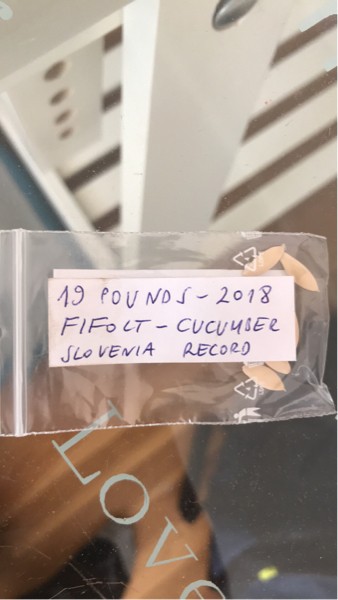 19 POUNDS - 2018
FIFOLT - CUCUMBER
SLOVENIA RECORD
LOVE